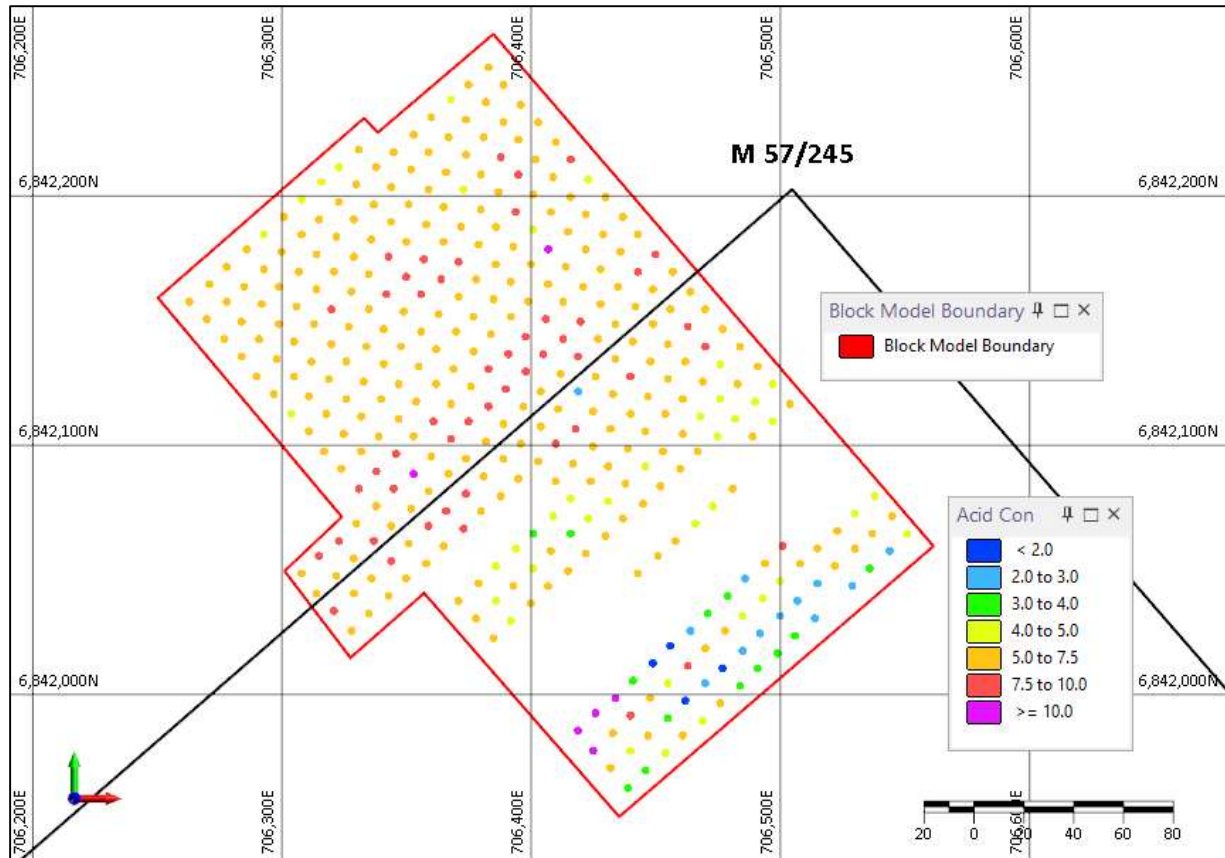 706,200E
706,300E
706,400E
706,500E
706,600E
M 57/245
6,842,200N
6,842,200N
Block Model Boundary
Block Model Boundary
6,842,100N
6,842,100N
Acid Con
< 2.0
2.0 to 3.0
3.0 to 4.0
4.0 to 5.0
5.0 to 7.5
7.5 to 10.0
>= 10.0
6,842,000N
6,842,000N
706,200E
706,300E
706,400E
706,500E
706,600E
20 0 20 40 60 80